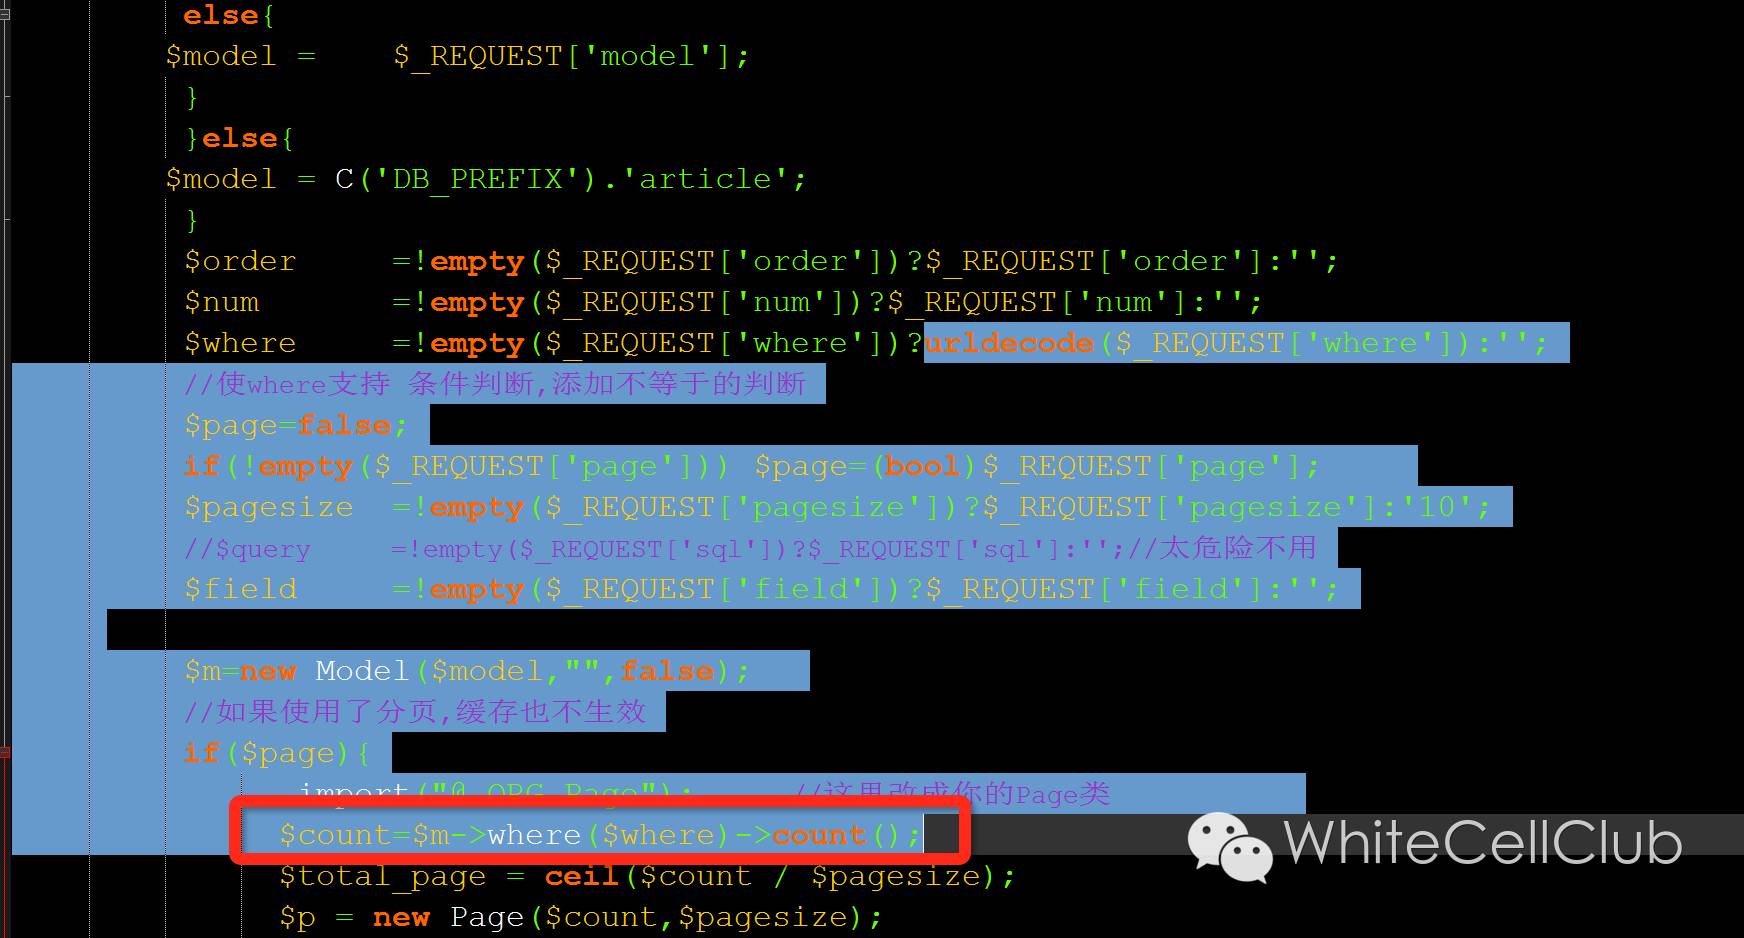 else{
$model = $_REQUEST['model'];
}
}else{
$model = C('DB_PREFIX').'article';
}
$order =!empty($_REQUEST['order'])?$_REQUEST['order']:'';
$num =!empty($_REQUEST['num'])?$_REQUEST['num']:'';
$where =!empty($_REQUEST['where'])?urldecode($_REQUEST['where']):'';
//使where支持 条件判断,添加不等于的判断
$page=false;
if(!empty($_REQUEST['page'])) $page=(bool)$_REQUEST['page'];
$pagesize =!empty($_REQUEST['pagesize'])?$_REQUEST['pagesize']:'10';
//$query =!empty($_REQUEST['sql'])?$_REQUEST['sql']:'';//太危险不用
$field =!empty($_REQUEST['field'])?$_REQUEST['field']:'';
$m=new Model($model,"",false);
//如果使用了分页,缓存也不生效
if($page){
import("@.ORG.Page"); //这里改成你的Page类
$count=$m->where($where)->count();
$total_page = ceil($count / $pagesize);
$p = new Page($count,$pagesize);
WhiteCellClub